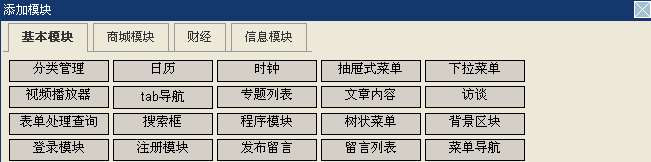 添加模块
基本模块 商城模块 财经 信息模块
分类管理 日历 时钟 抽屉式菜单 下拉菜单
视频播放器 tab导航 专题列表 文章内容 访谈
表单处理查询 搜索框 程序模块 树状菜单 背景区块
登录模块 注册模块 发布留言 留言列表 菜单导航